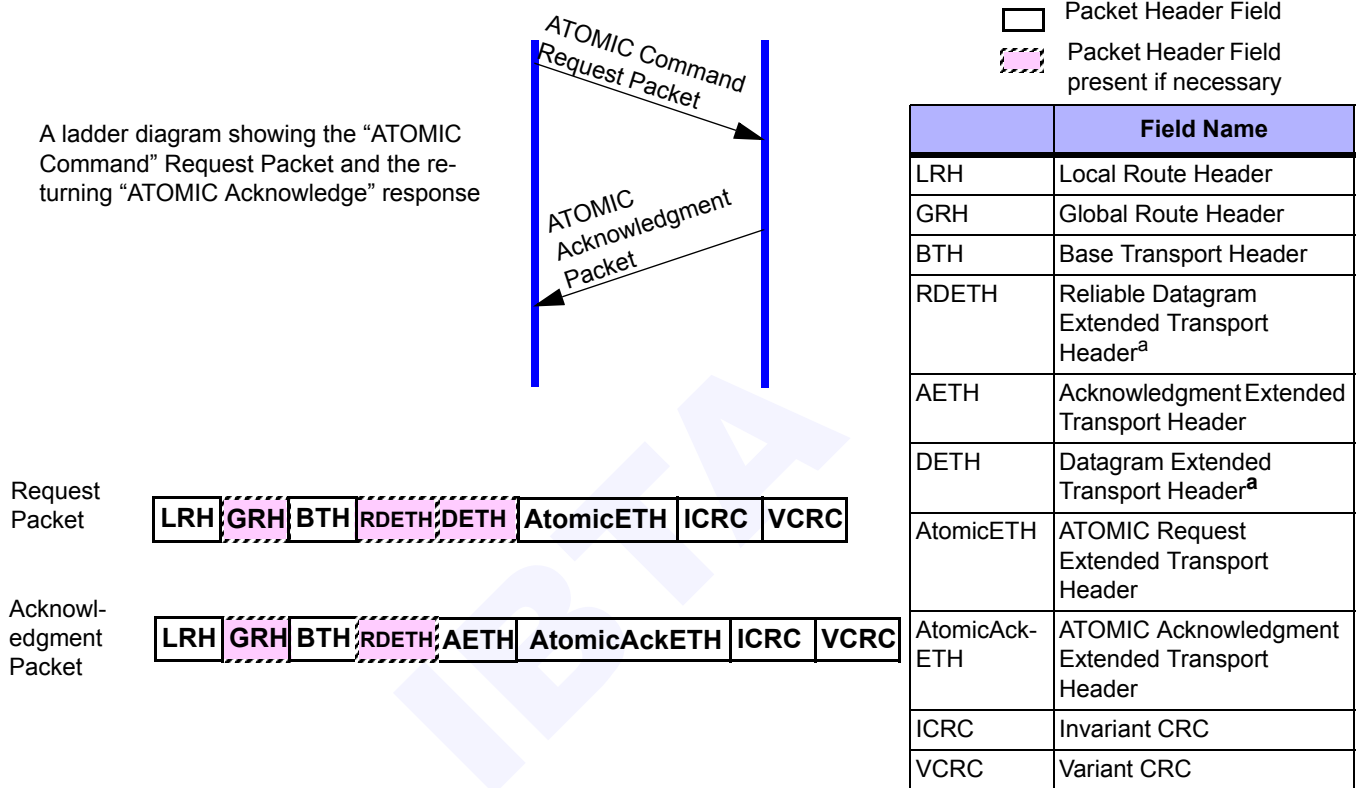 ATOMIC Command
Request Packet
Packet Header Field
Packet Header Field
present if necessary
A ladder diagram showing the “ATOMIC
Command” Request Packet and the re-
turning “ATOMIC Acknowledge” response
ATOMIC
Acknowledgment
Packet
Field Name
LRH Local Route Header
GRH Global Route Header
BTH Base Transport Header
RDETH Reliable Datagram
Extended Transport
Headera
AETH Acknowledgment Extended
Transport Header
DETH Datagram Extended
Transport Headera
AtomicETH ATOMIC Request
Extended Transport
Header
AtomicAck-
ETH
ATOMIC Acknowledgment
Extended Transport
Header
ICRC Invariant CRC
VCRC Variant CRC
Request
Packet
LRH GRH BTH RDETH DETH AtomicETH ICRC VCRC
Acknowl-
edgment
Packet
LRH GRH BTH RDETH AETH AtomicAckETH ICRC VCRC
IBTA